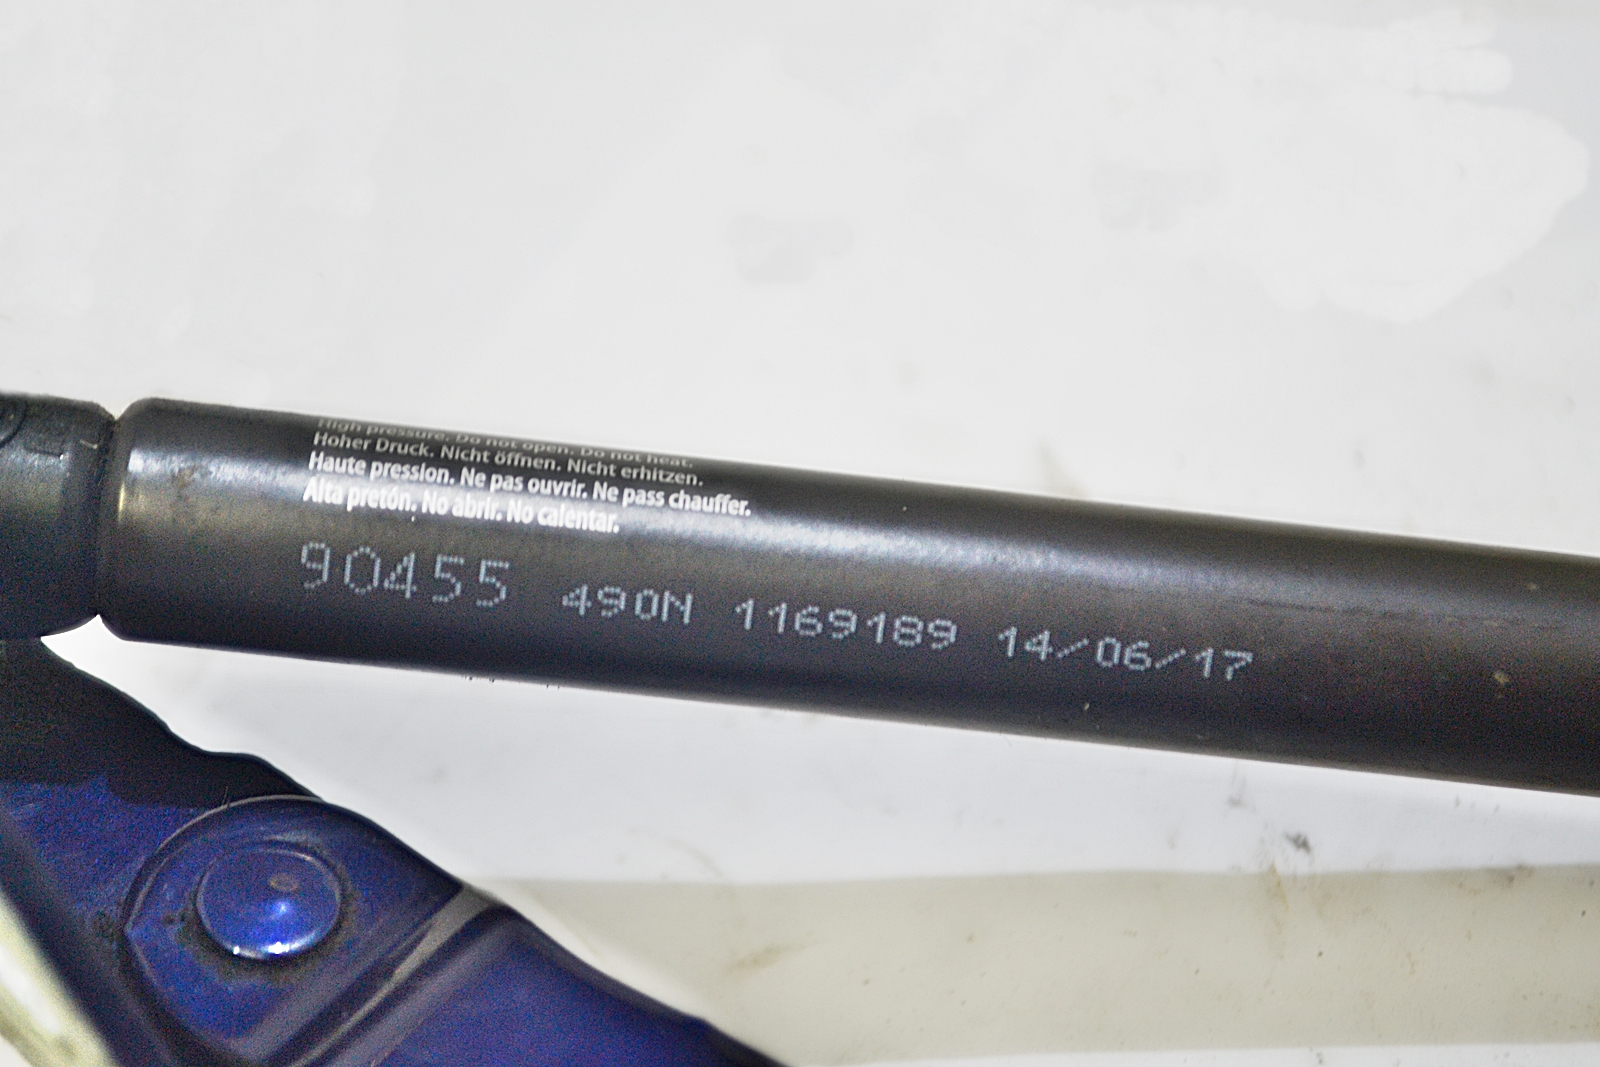 High pressure. Do not open. Do not heat.
Hoher Druck. Nicht öffnen. Nicht erhitzen.
Haute pression. Ne pas ouvrir. Ne pass chauffer.
Alta pretón. No abrir. No calentar.
90455 490N 1169189 14/06/17